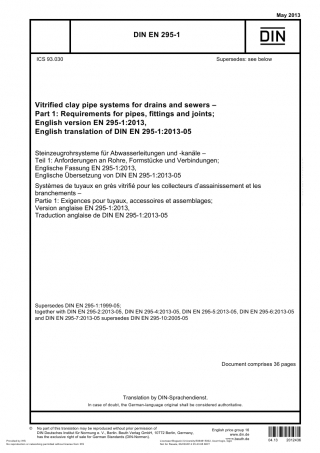 May 2013
DIN EN 295-1
DIN
ICS 93.030
Supersedes: see below
Vitrified clay pipe systems for drains and sewers –
Part 1: Requirements for pipes, fittings and joints;
English version EN 295-1:2013,
English translation of DIN EN 295-1:2013-05
Steinzeugrohrsysteme für Abwasserleitungen und -kanäle –
Teil 1: Anforderungen an Rohre, Formstücke und Verbindungen;
Englische Fassung EN 295-1:2013,
Englische Übersetzung von DIN EN 295-1:2013-05
Systèmes de tuyaux en grès vitrifié pour les collecteurs d'assainissement et les
branchements –
Partie 1: Exigences pour tuyaux, accessoires et assemblages;
Version anglaise EN 295-1:2013,
Traduction anglaise de DIN EN 295-1:2013-05
Supersedes DIN EN 295-1:1999-05;
together with DIN EN 295-2:2013-05, DIN EN 295-4:2013-05, DIN EN 295-5:2013-05, DIN EN 295-6:2013-05
and DIN EN 295-7:2013-05 supersedes DIN EN 295-10:2005-05
Document comprises 36 pages
Translation by DIN-Sprachendienst.
In case of doubt, the German-language original shall be considered authoritative.
© No part of this translation may be reproduced without prior permission of
DIN Deutsches Institut für Normung e. V., Berlin. Beuth Verlag GmbH, 10772 Berlin, Germany,
has the exclusive right of sale for German Standards (DIN-Normen).
English price group 16
www.din.de
www.beuth.de
04.13